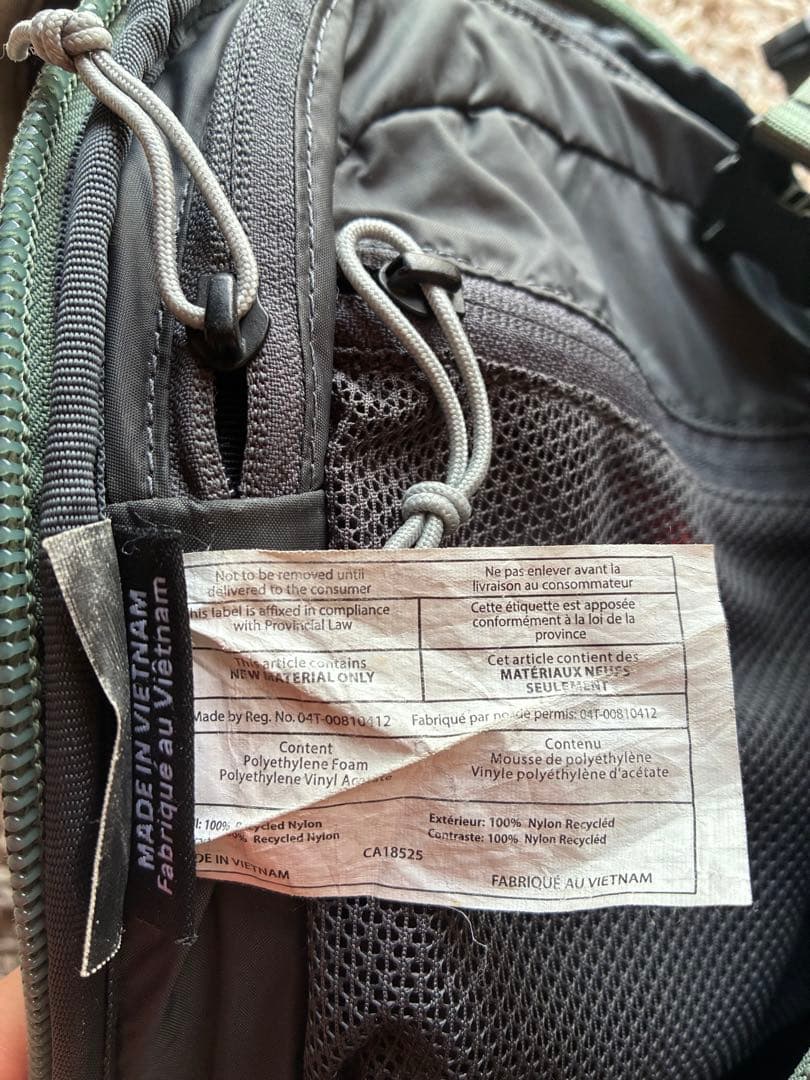 MADE IN VIETNAM
Fabriqué au Viêtnam
Not to be removed until
delivered to the consumer
Ne pas enlever avant la
livraison au consommateur
his label is affixed in compliance
with Provincial Law
Cette étiquette est apposée
conformément à la loi de la
province
This article contains
NEW MATERIAL ONLY
Cet article contient des
MATÉRIAUX NEUFS
SEULEMENT
Made by Reg. No. 04T-00810412
Fabriqué par no de permis: 04T-00810412
Content
Polyethylene Foam
Polyethylene Vinyl Acetate
Contenu
Mousse de polyéthylène
Vinyle polyéthylène d'acétate
l: 100% Recycled Nylon
Recycled Nylon
Extérieur: 100% Nylon Recycléd
Contraste: 100% Nylon Recycléd
DE IN VIETNAM
CA18525
FABRIQUÉ AU VIETNAM